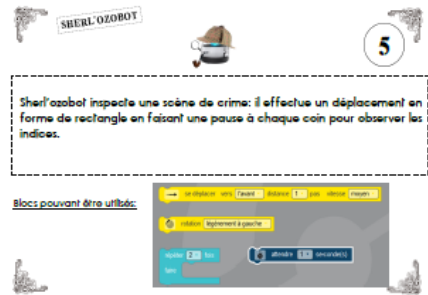 SHERL'OZOBOT
5
Sherl'ozobot inspecte une scène de crime: il effectue un déplacement en
forme de rectangle en faisant une pause à chaque coin pour observer les
indices.
Blocs pouvant être utilisés:
se déplacer vers l'avant distance 1 pas vitesse moyen
rotation légèrement à gauche
répéter 2 fois
faire
attendre 1 seconde(s)